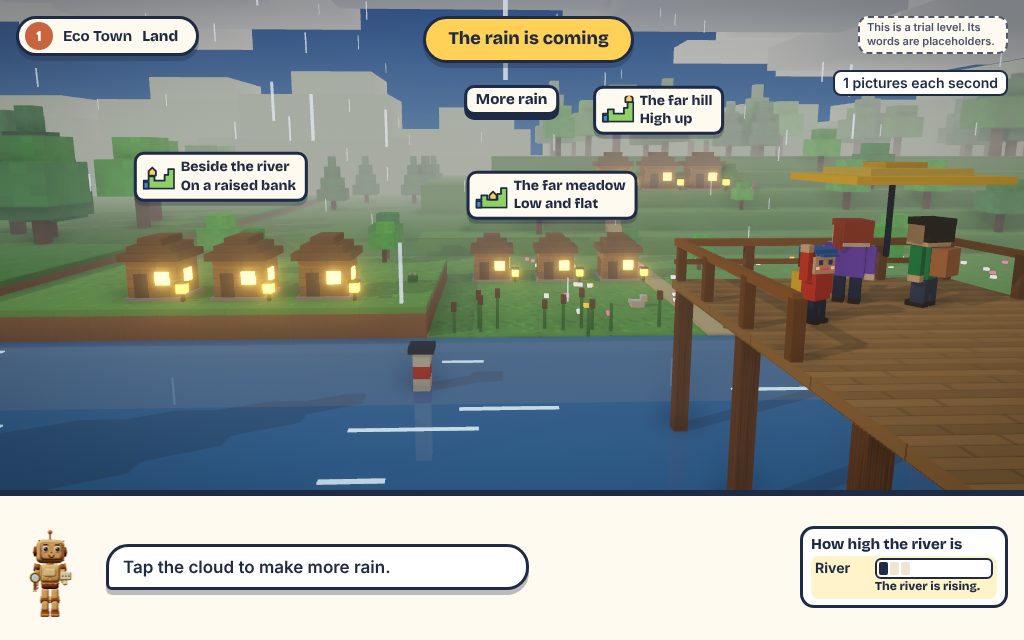 1 Eco Town Land
The rain is coming
This is a trial level. Its
words are placeholders.
1 pictures each second
More rain
The far hill
High up
Beside the river
On a raised bank
The far meadow
Low and flat
Tap the cloud to make more rain.
How high the river is
River
The river is rising.